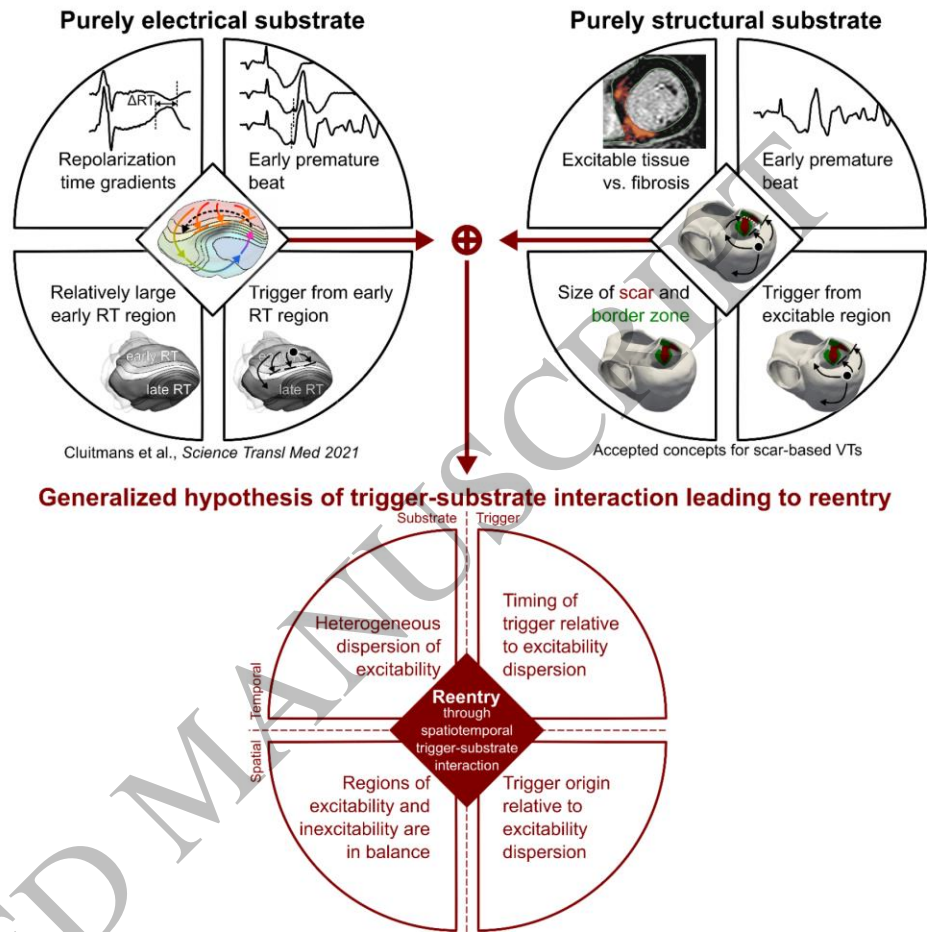 Purely electrical substrate
Purely structural substrate
ΔRT
Repolarization
time gradients
Early premature
beat
Excitable tissue
vs. fibrosis
Early premature
beat
Relatively large
early RT region
early RT
late RT
Trigger from early
RT region
late RT
Size of scar and
border zone
Trigger from
excitable region
Cluitmans et al., Science Transl Med 2021
Accepted concepts for scar-based VTs
Generalized hypothesis of trigger-substrate interaction leading to reentry
Substrate
Trigger
Temporal
Spatial
Heterogeneous
dispersion of
excitability
Timing of
trigger relative
to excitability
dispersion
Reentry
through
spatiotemporal
trigger-substrate
interaction
Regions of
excitability and
inexcitability are
in balance
Trigger origin
relative to
excitability
dispersion
ED MANUSCRIPT